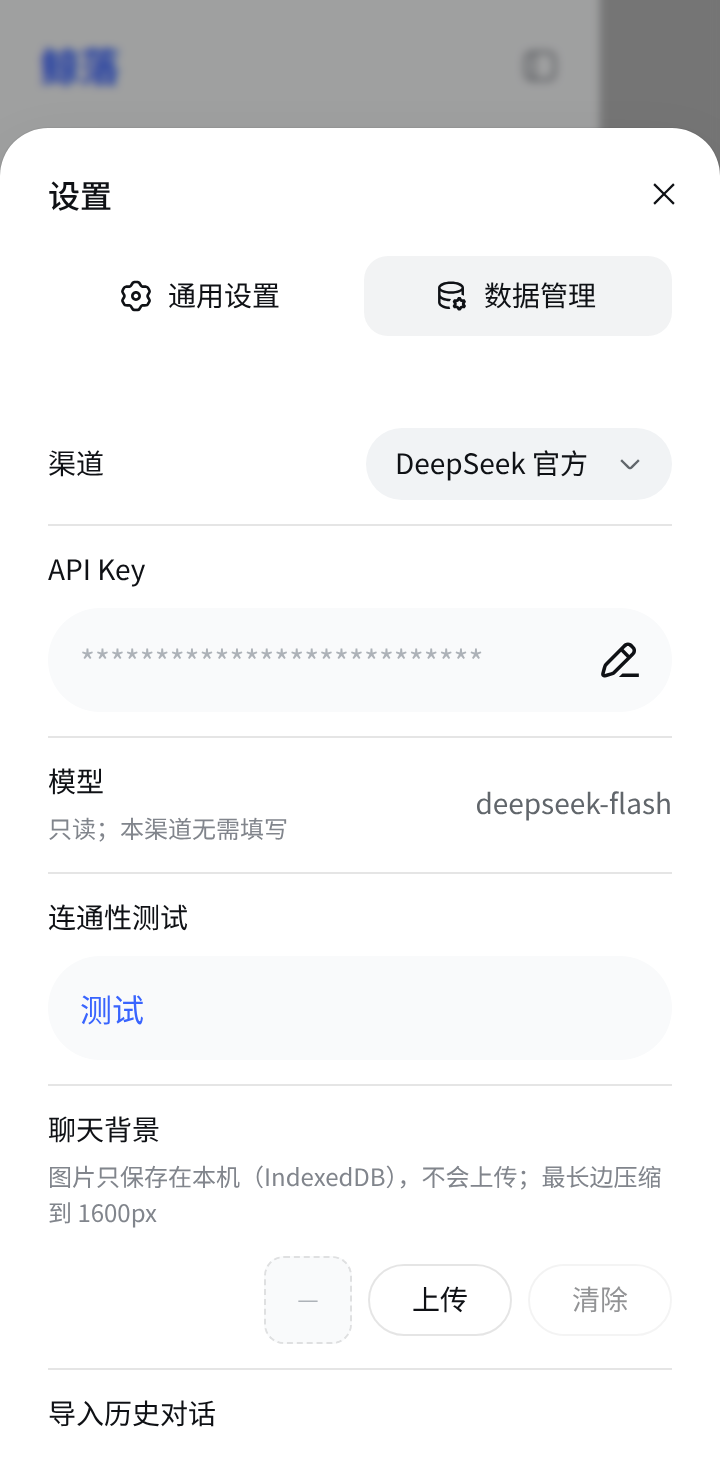 鲸落
设置
通用设置
数据管理
渠道
DeepSeek 官方
API Key
***************************
模型
只读；本渠道无需填写
deepseek-flash
连通性测试
测试
聊天背景
图片只保存在本机（IndexedDB），不会上传；最长边压缩
到 1600px
—
上传
清除
导入历史对话